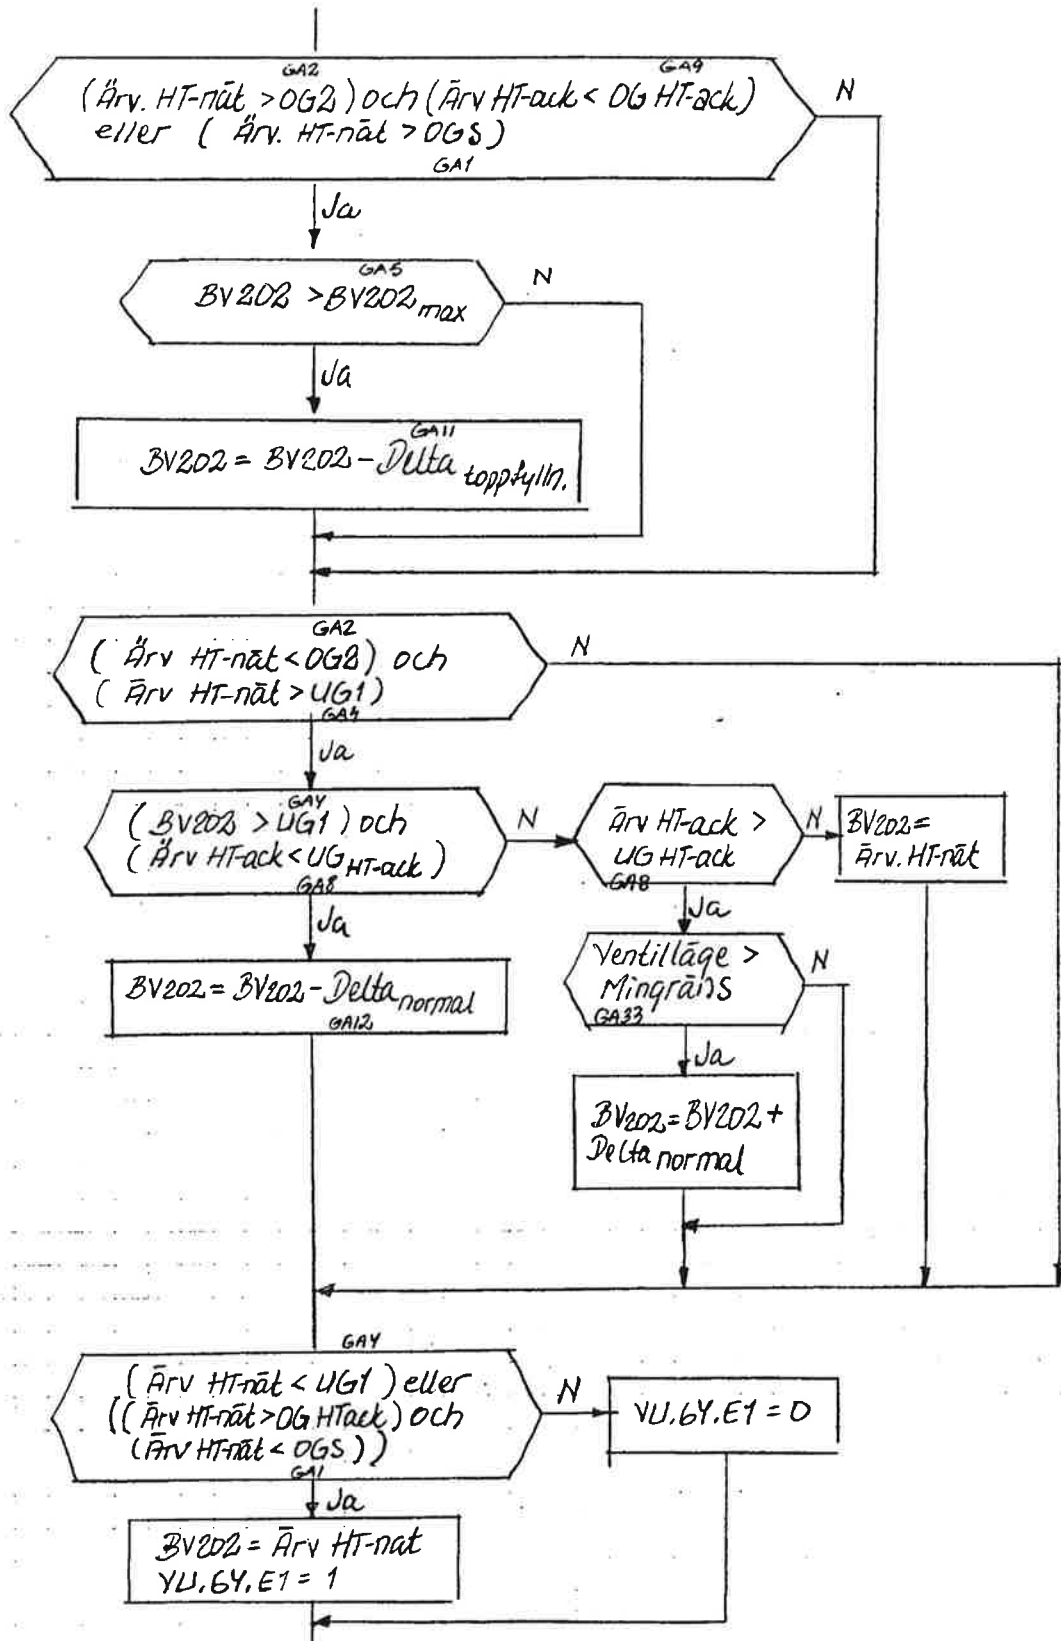 GA2 GA9
(Ärv. HT-nät > OG2) och (Ärv HT-ack < OG HT-ack)
eller ( Ärv. HT-nät > OGS)
GA1
N
Ja
GA5
BV202 > BV202 max
N
Ja
GA11
BV202 = BV202 - Delta toppfylln.
GA2
( Ärv HT-nät < OG2) och
( Ärv HT-nät > UG1)
GA4
N
Ja
GA4
(BV202 > UG1) och
(Ärv HT-ack < UG HT-ack)
GA8
N
Ärv HT-ack >
UG HT-ack
GA8
N
BV202 =
Ärv. HT-nät
Ja
Ja
BV202 = BV202 - Delta normal
GA12
Ventilläge >
Mingräns
GA33
N
Ja
BV202 = BV202 +
Delta normal
GA4
(Ärv HT-nät < UG1) eller
((Ärv HT-nät > OG HTack) och
(Ärv HT-nät < OGS))
GA1
N
VU.64.E1 = 0
Ja
BV202 = Ärv HT-nat
VU.64.E1 = 1